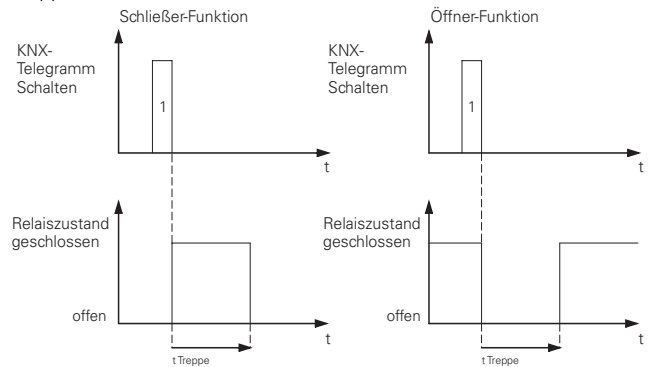 Schließer-Funktion
KNX-
Telegramm
Schalten
1
t
Relaiszustand
geschlossen
offen
t
t Treppe
Öffner-Funktion
KNX-
Telegramm
Schalten
1
t
Relaiszustand
geschlossen
offen
t
t Treppe